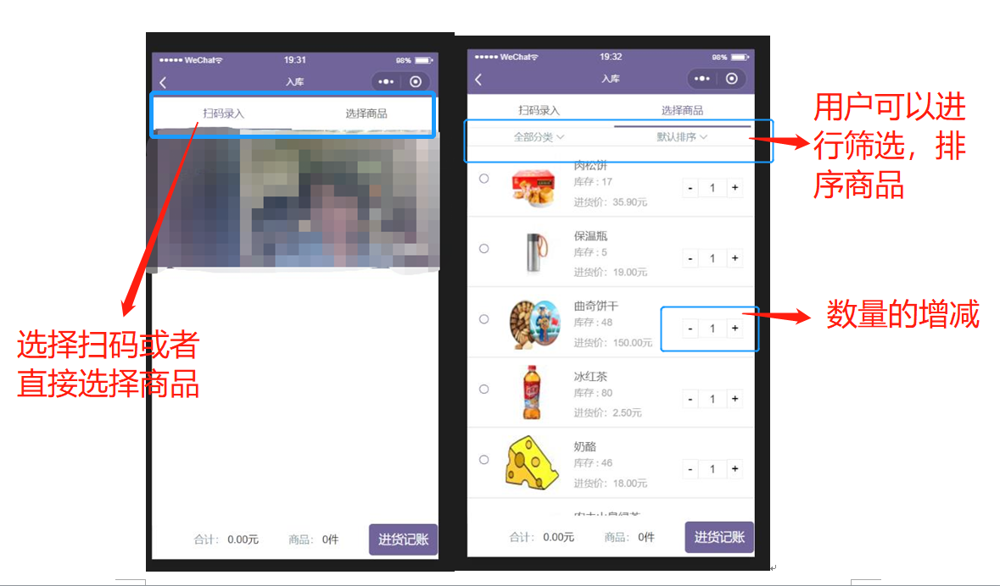 WeChat 19:31 98%
入库
扫码录入 选择商品
选择扫码或者
直接选择商品
合计： 0.00元 商品： 0件 进货记账
WeChat 19:32 98%
入库
扫码录入 选择商品
全部分类 默认排序
肉松饼
库存 : 17
进货价： 35.90元
- 1 +
保温瓶
库存 : 5
进货价： 19.00元
- 1 +
曲奇饼干
库存 : 48
进货价： 150.00元
- 1 +
冰红茶
库存 : 80
进货价： 2.50元
- 1 +
奶酪
库存 : 46
进货价： 18.00元
- 1 +
合计： 0.00元 商品： 0件 进货记账
用户可以进
行筛选，排
序商品
数量的增减